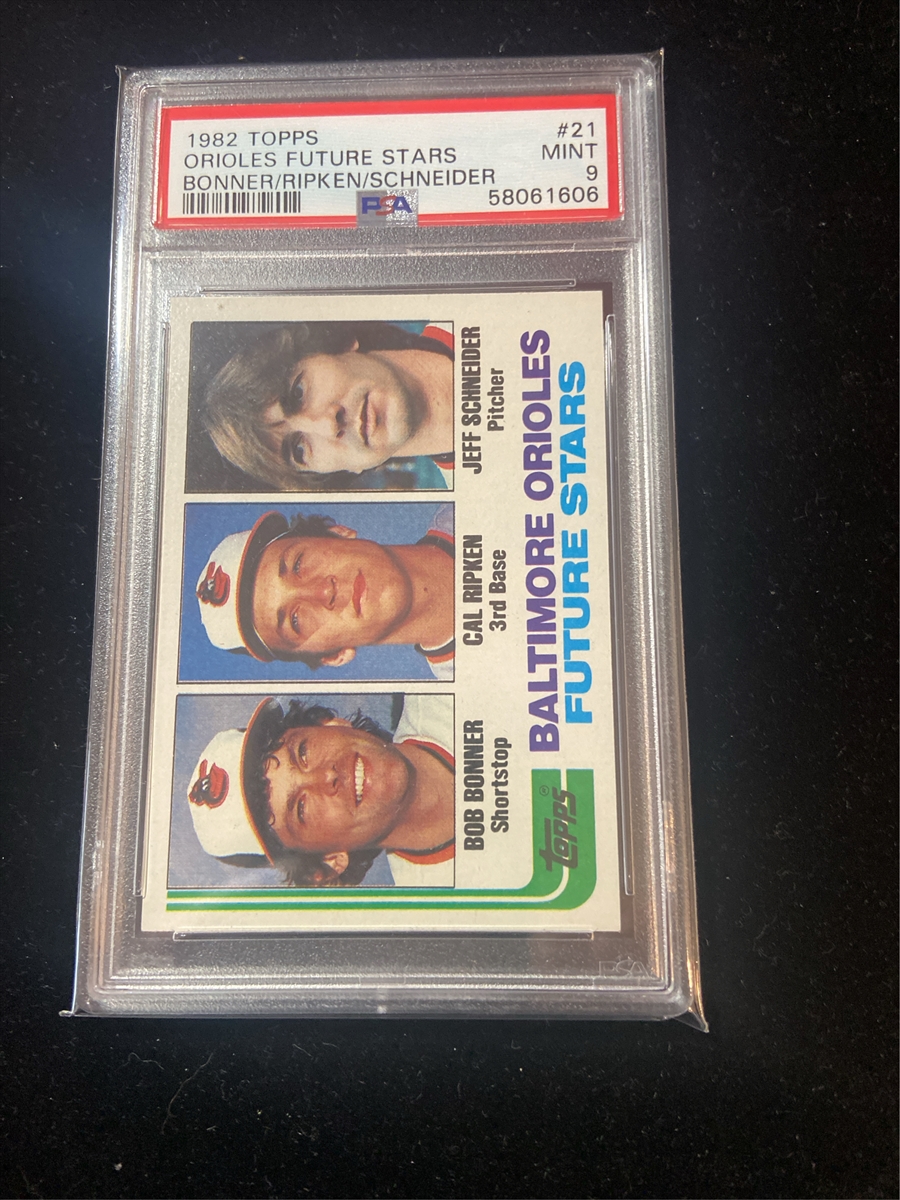 1982 TOPPS #21
ORIOLES FUTURE STARS MINT
BONNER/RIPKEN/SCHNEIDER 9
58061606
PSA
BOB BONNER
Shortstop
CAL RIPKEN
3rd Base
JEFF SCHNEIDER
Pitcher
TOPPS®
BALTIMORE ORIOLES
FUTURE STARS
PSA